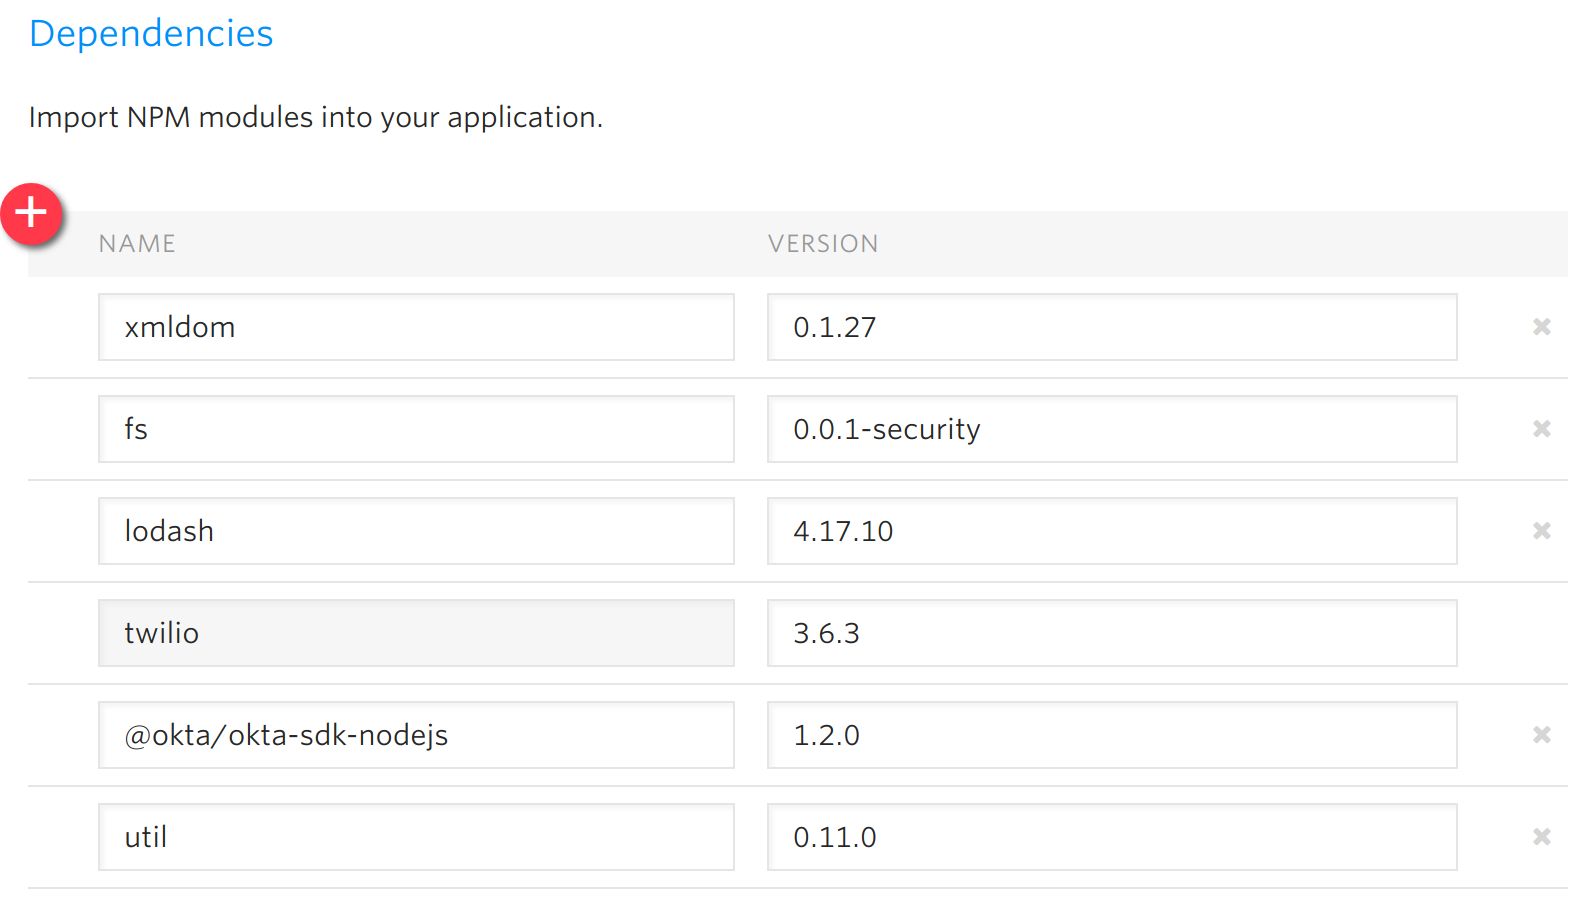 Dependencies
Import NPM modules into your application.
NAME VERSION
xmldom 0.1.27
fs 0.0.1-security
lodash 4.17.10
twilio 3.6.3
@okta/okta-sdk-nodejs 1.2.0
util 0.11.0